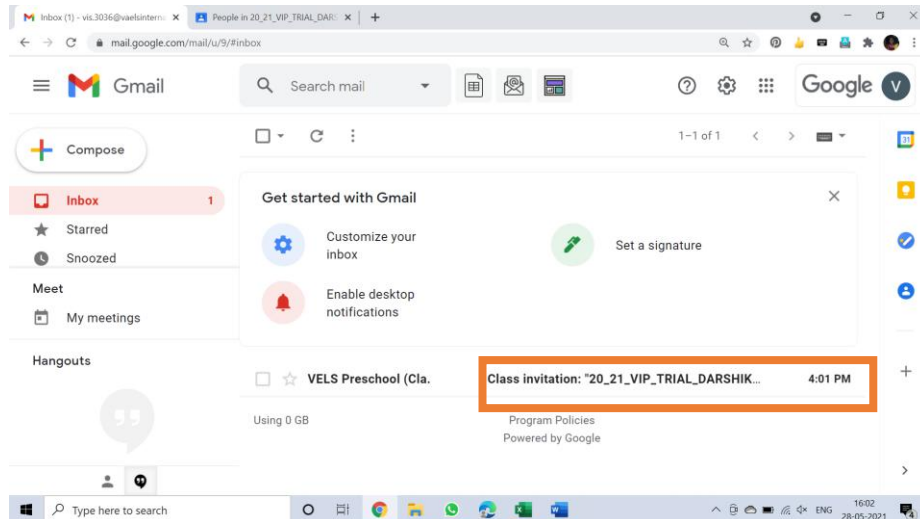 Inbox (1) - vis.3036@vaelsintern
People in 20_21_VIP_TRIAL_DARS
mail.google.com/mail/u/9/#inbox
Gmail
Search mail
Google
V
Compose
1–1 of 1
31
Inbox 1
Starred
Snoozed
Meet
My meetings
Hangouts
Get started with Gmail
Customize your
inbox
Set a signature
Enable desktop
notifications
VELS Preschool (Cla.
Class invitation: "20_21_VIP_TRIAL_DARSHIK...
4:01 PM
Using 0 GB
Program Policies
Powered by Google
Type here to search
ENG
16:02
28-05-2021